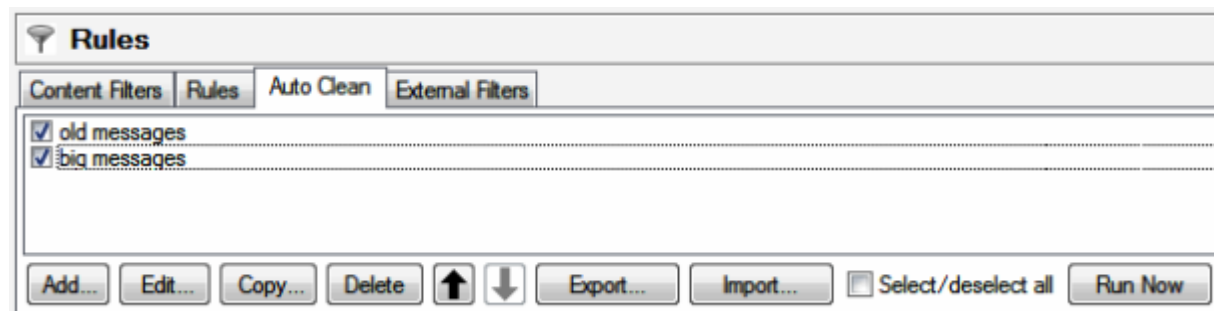 Rules
Content Filters Rules Auto Clean External Filters
old messages
big messages
Add... Edit... Copy... Delete Export... Import... Select/deselect all Run Now